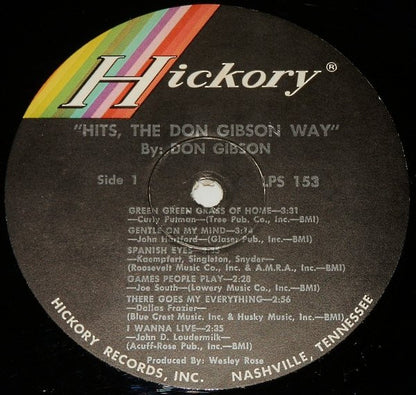 Hickory®
"HITS, THE DON GIBSON WAY"
By: DON GIBSON
Side 1
LPS 153
GREEN GREEN GRASS OF HOME—3:31
—Curly Putman—(Tree Pub. Co., Inc.—BMI)
GENTLE ON MY MIND—3:14
—John Hartford—(Glaser Pub. Co., Inc.—BMI)
SPANISH EYES—
—Kaempfert, Singleton, Snyder—
(Roosevelt Music Co., Inc. & A.M.R.A., Inc.—BMI)
GAMES PEOPLE PLAY—2:28
—Joe South—(Lowery Music Co., Inc.—BMI)
THERE GOES MY EVERYTHING—2:56
—Dallas Frazier—
(Blue Crest Music. Inc. & Husky Music, Inc.—BMI)
I WANNA LIVE—2:35
—John D. Loudermilk—
(Acuff-Rose Pub., Inc.—BMI)
Produced By: Wesley Rose
HICKORY RECORDS, INC. NASHVILLE, TENNESSEE